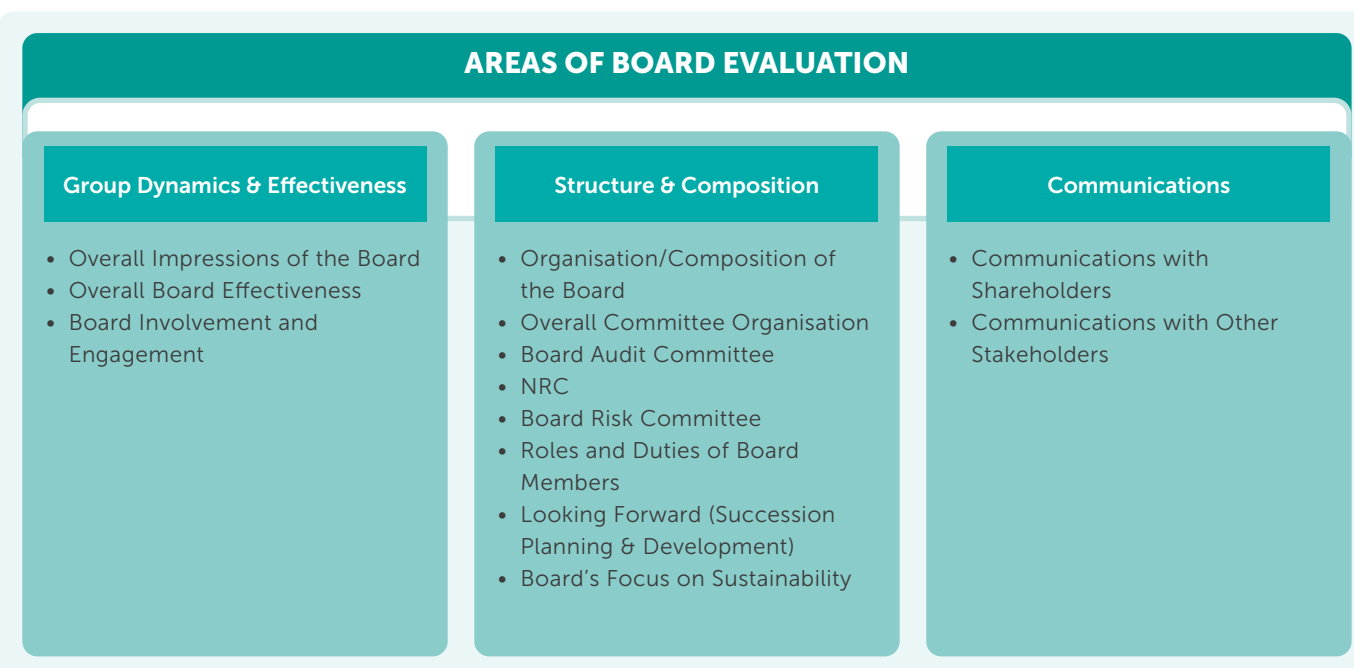 AREAS OF BOARD EVALUATION
Group Dynamics & Effectiveness
• Overall Impressions of the Board
• Overall Board Effectiveness
• Board Involvement and
Engagement
Structure & Composition
• Organisation/Composition of
the Board
• Overall Committee Organisation
• Board Audit Committee
• NRC
• Board Risk Committee
• Roles and Duties of Board
Members
• Looking Forward (Succession
Planning & Development)
• Board’s Focus on Sustainability
Communications
• Communications with
Shareholders
• Communications with Other
Stakeholders